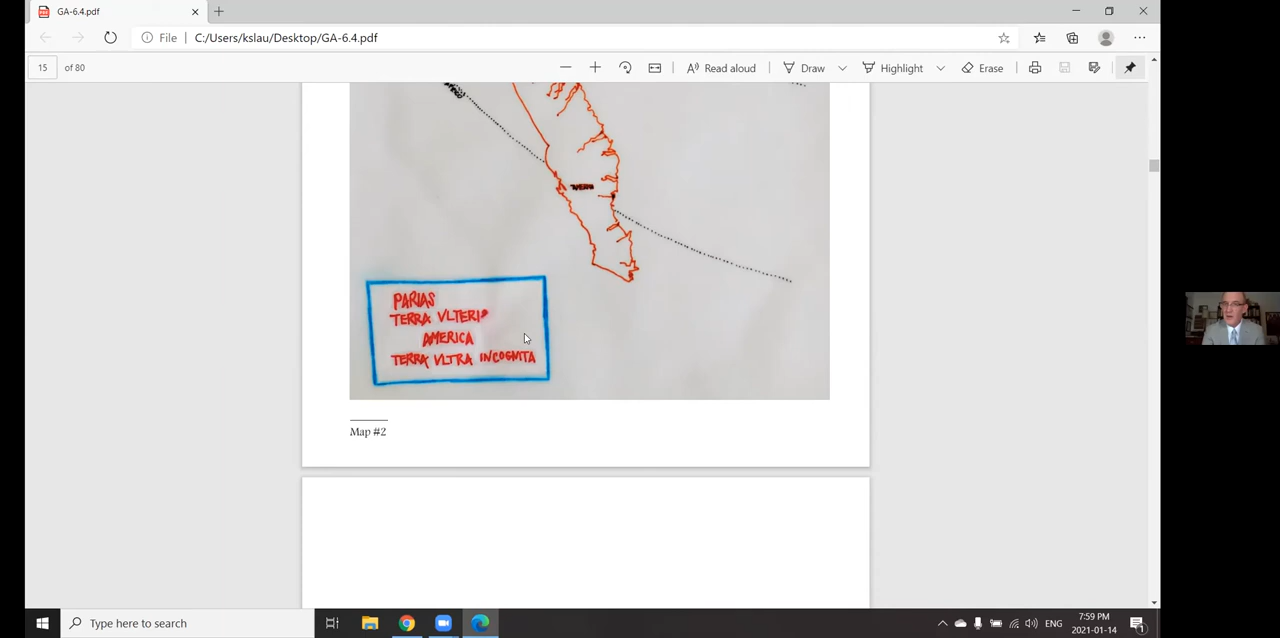 GA-6.4.pdf
File C:/Users/kslau/Desktop/GA-6.4.pdf
15 of 80
Read aloud
Draw
Highlight
Erase
PARIAS
TERRA VLTERI
AMERICA
TERRA VLTRA INCOGNITA
Map #2
Type here to search
ENG
7:59 PM
2021-01-14
1